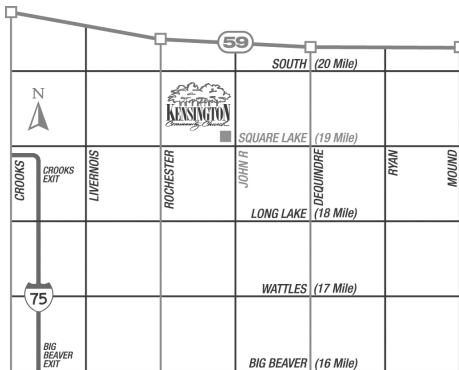 59
SOUTH (20 Mile)
N
KENSINGTON
Community Church
SQUARE LAKE (19 Mile)
CROOKS
CROOKS
EXIT
LIVERNOIS
ROCHESTER
JOHN R
DEQUINDRE
RYAN
MOUND
LONG LAKE (18 Mile)
75
WATTLES (17 Mile)
BIG
BEAVER
EXIT
BIG BEAVER (16 Mile)